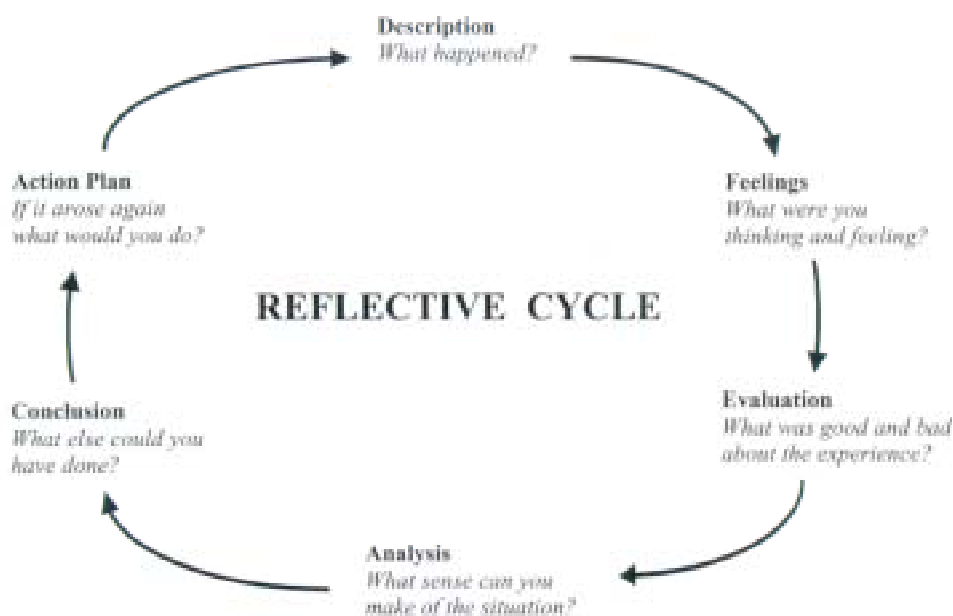 Description
What happened?
Feelings
What were you
thinking and feeling?
Evaluation
What was good and bad
about the experience?
Analysis
What sense can you
make of the situation?
Conclusion
What else could you
have done?
Action Plan
If it arose again
what would you do?
REFLECTIVE CYCLE